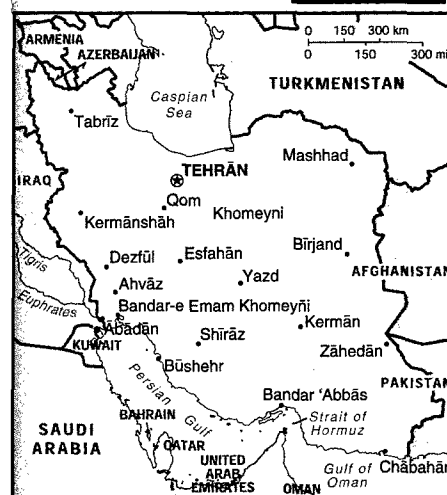 ARMENIA
0 150 300 km
0 150 300 mi
AZERBAIJAN
TURKMENISTAN
Caspian
Sea
Tabrīz
TEHRĀN
Mashhad
IRAQ
Qom
Khomeyni
Kermānshāh
Bīrjand
Dezfūl
Esfahān
Tigris
AFGHANISTAN
Yazd
Ahvāz
Euphrates
Bandar-e Emam Khomeyñi
Ābādān
Kermān
Shīrāz
KUWAIT
Zāhedān
Būshehr
PAKISTAN
Persian
Gulf
Bandar 'Abbās
BAHRAIN
Strait of
Hormuz
SAUDI
ARABIA
QATAR
Chābahār
UNITED
ARAB
EMIRATES
Gulf of
Oman
OMAN